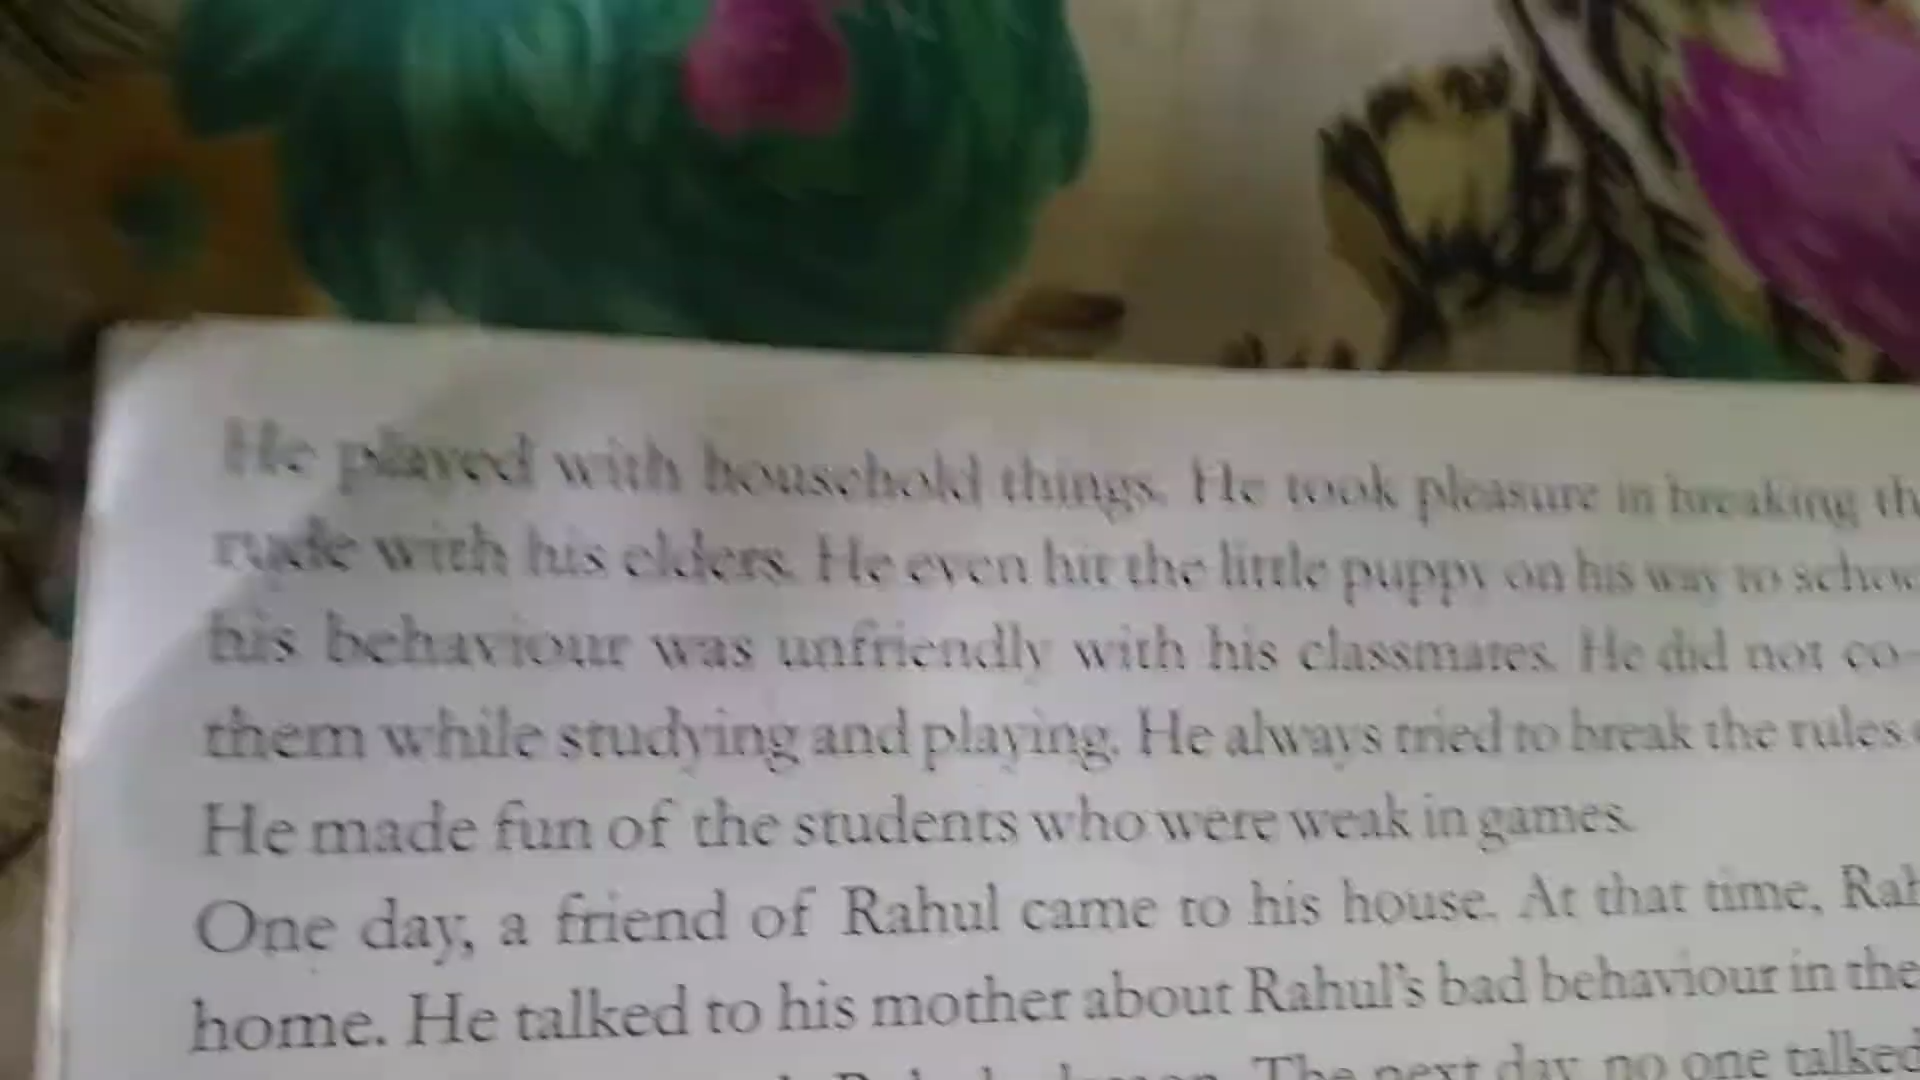 He played with household things. He took pleasure in breaking
rude with his elders. He even hit the little puppy on his way to
his behaviour was unfriendly with his classmates. He did not co-
them while studying and playing. He always tried to break the rules
He made fun of the students who were weak in games.
One day, a friend of Rahul came to his house. At that time,
home. He talked to his mother about Rahul's bad behaviour in the
The next day, no one talked